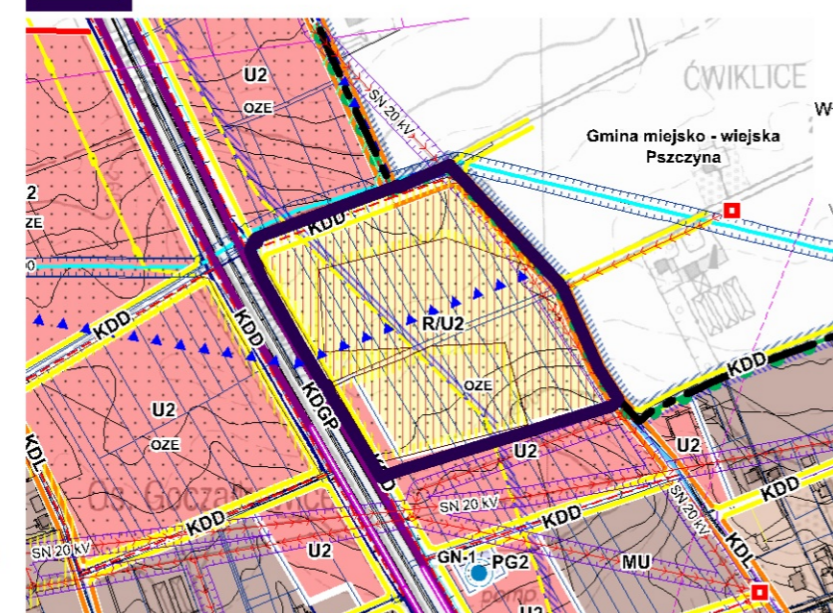 U2
OZE
SN 20 kV
ĆWIKLICE
Gmina miejsko - wiejska
Pszczyna
W
2
ZE
KDD
R/U2
OZE
KDD
KDD
KDGP
KDD
U2
OZE
U2
U2
KDL
SN 20 kV
SN 20 kV
KDD
KDD
KDD
SN 20 kV
U2
GN-1
PG2
MU
KDL
pomp
U2